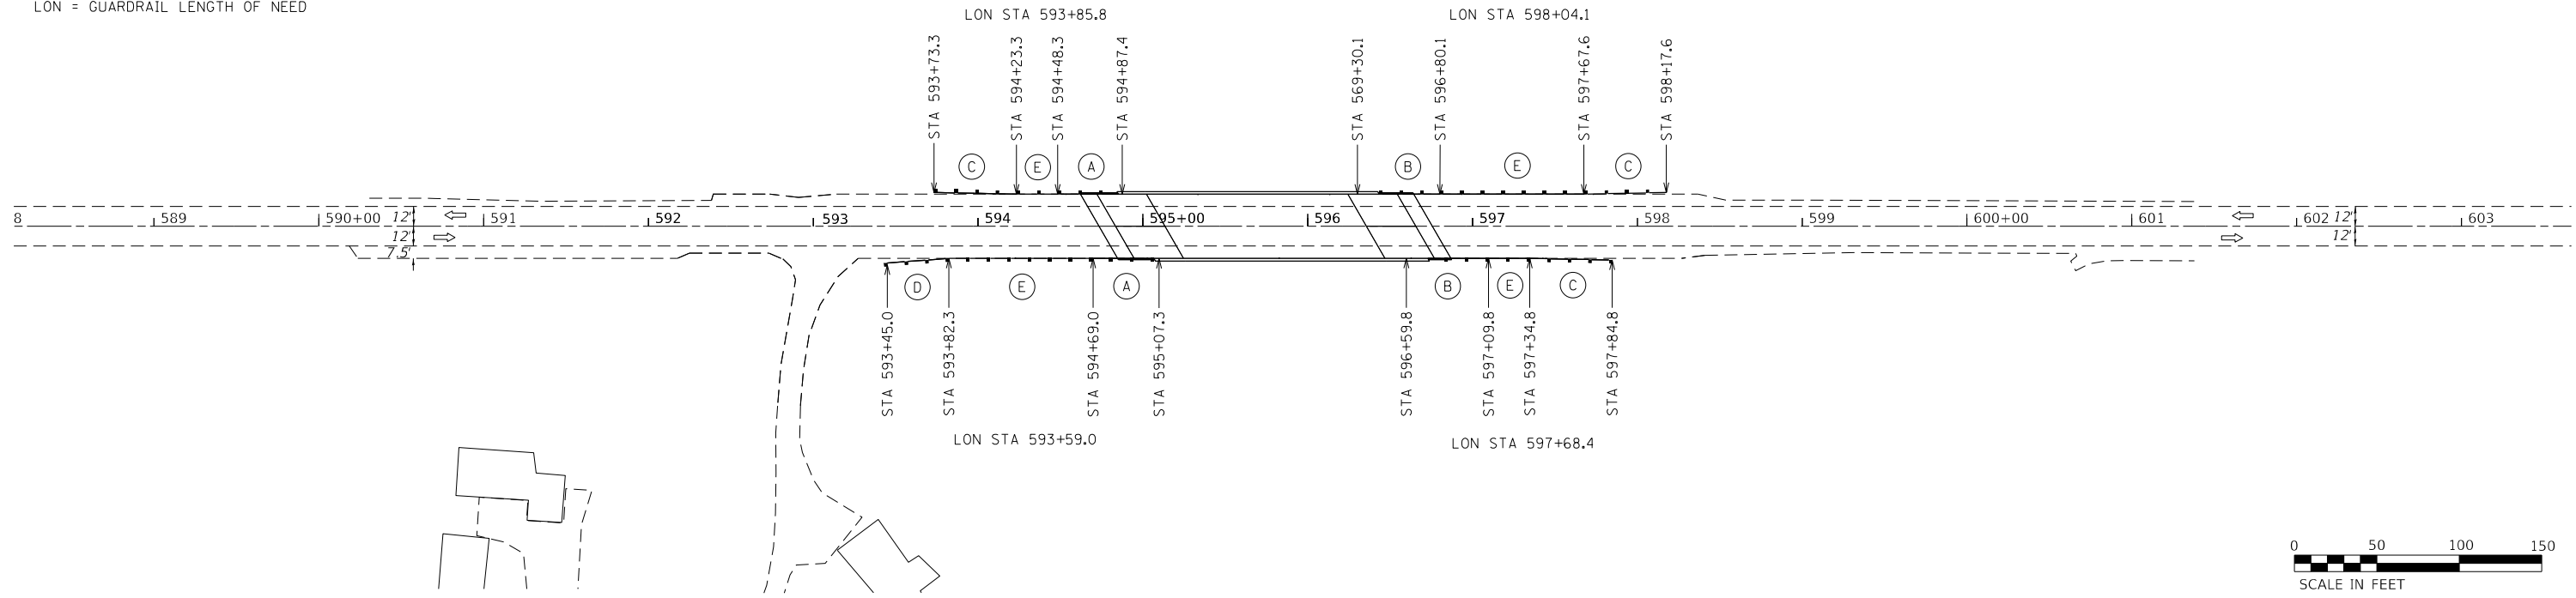 LON = GUARDRAIL LENGTH OF NEED
LON STA 593+85.8
LON STA 598+04.1
STA 593+73.3
STA 594+23.3
STA 594+48.3
STA 594+87.4
STA 569+30.1
STA 596+80.1
STA 597+67.6
STA 598+17.6
C
E
A
B
E
C
8
589
590+00
12'
591
592
593
594
595+00
596
597
598
599
600+00
601
602
12'
603
12'
12'
7.5'
D
E
A
B
E
C
STA 593+45.0
STA 593+82.3
STA 594+69.0
STA 595+07.3
STA 596+59.8
STA 597+09.8
STA 597+34.8
STA 597+84.8
LON STA 593+59.0
LON STA 597+68.4
0 50 100 150
SCALE IN FEET